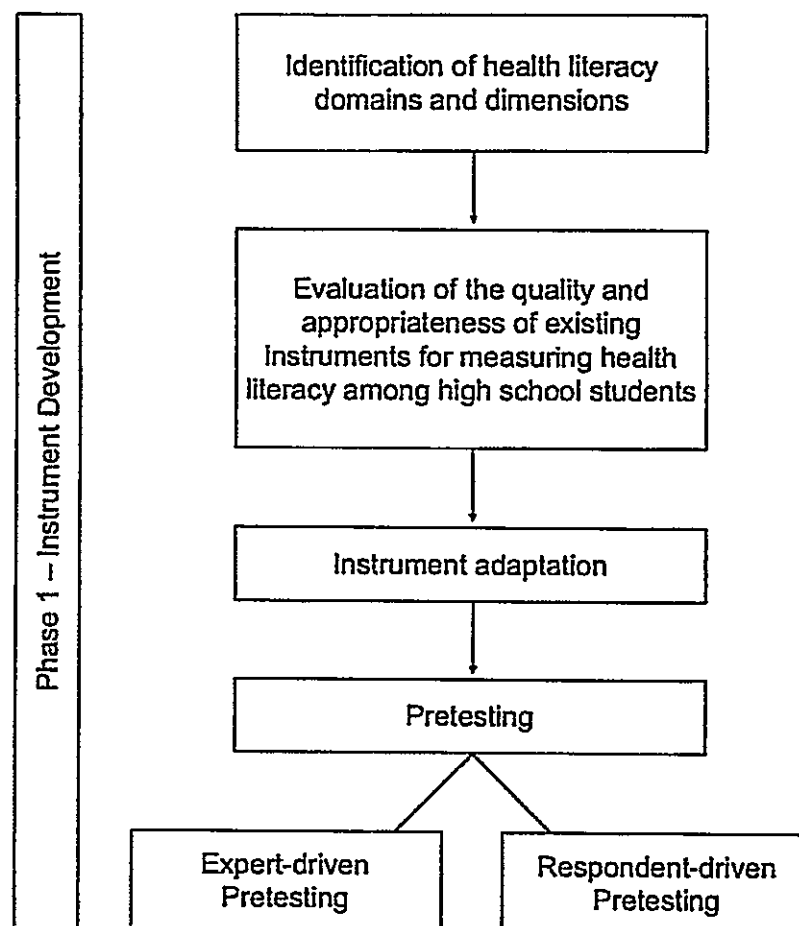 Phase 1 – Instrument Development
Identification of health literacy
domains and dimensions
Evaluation of the quality and
appropriateness of existing
Instruments for measuring health
literacy among high school students
Instrument adaptation
Pretesting
Expert-driven
Pretesting
Respondent-driven
Pretesting